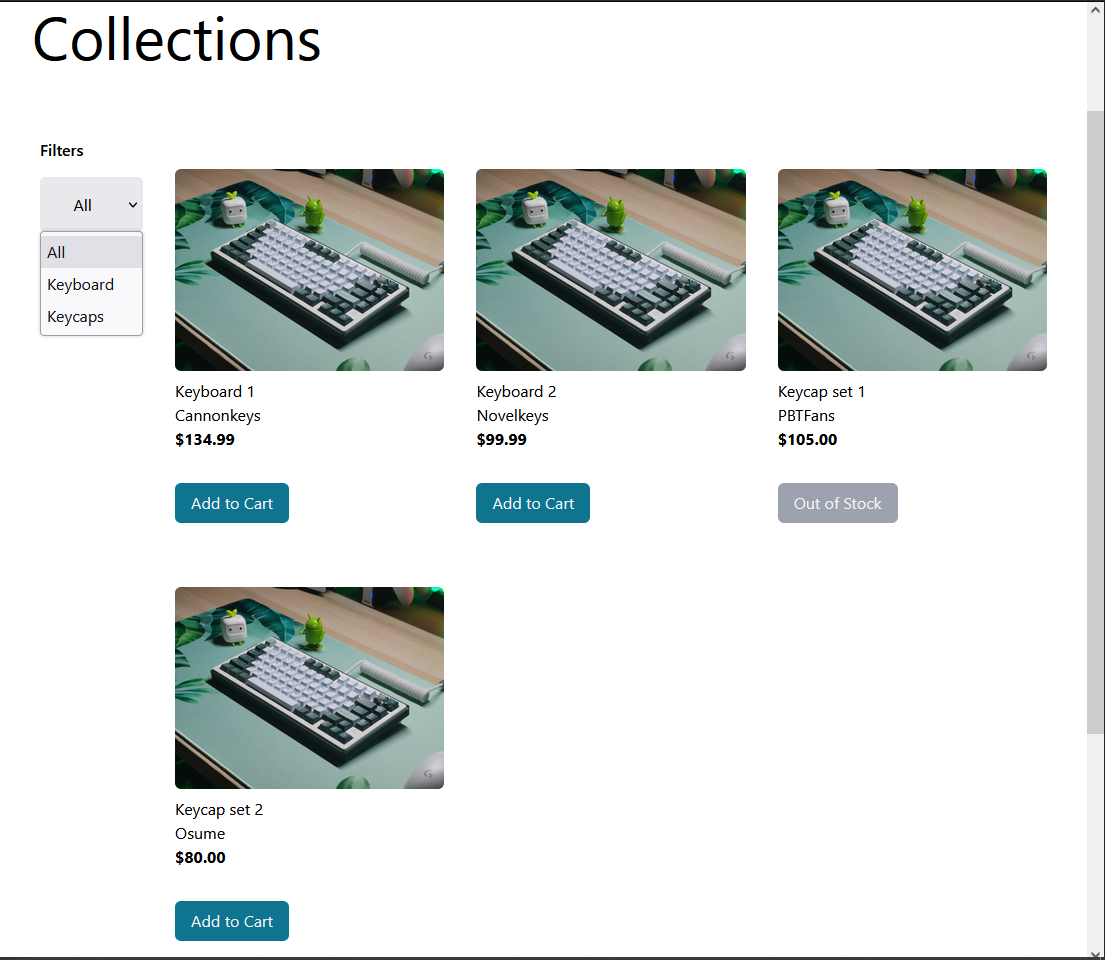 Collections
Filters
All
All
Keyboard
Keycaps
Keyboard 1
Cannonkeys
$134.99
Add to Cart
Keyboard 2
Novelkeys
$99.99
Add to Cart
Keycap set 1
PBTFans
$105.00
Out of Stock
Keycap set 2
Osume
$80.00
Add to Cart